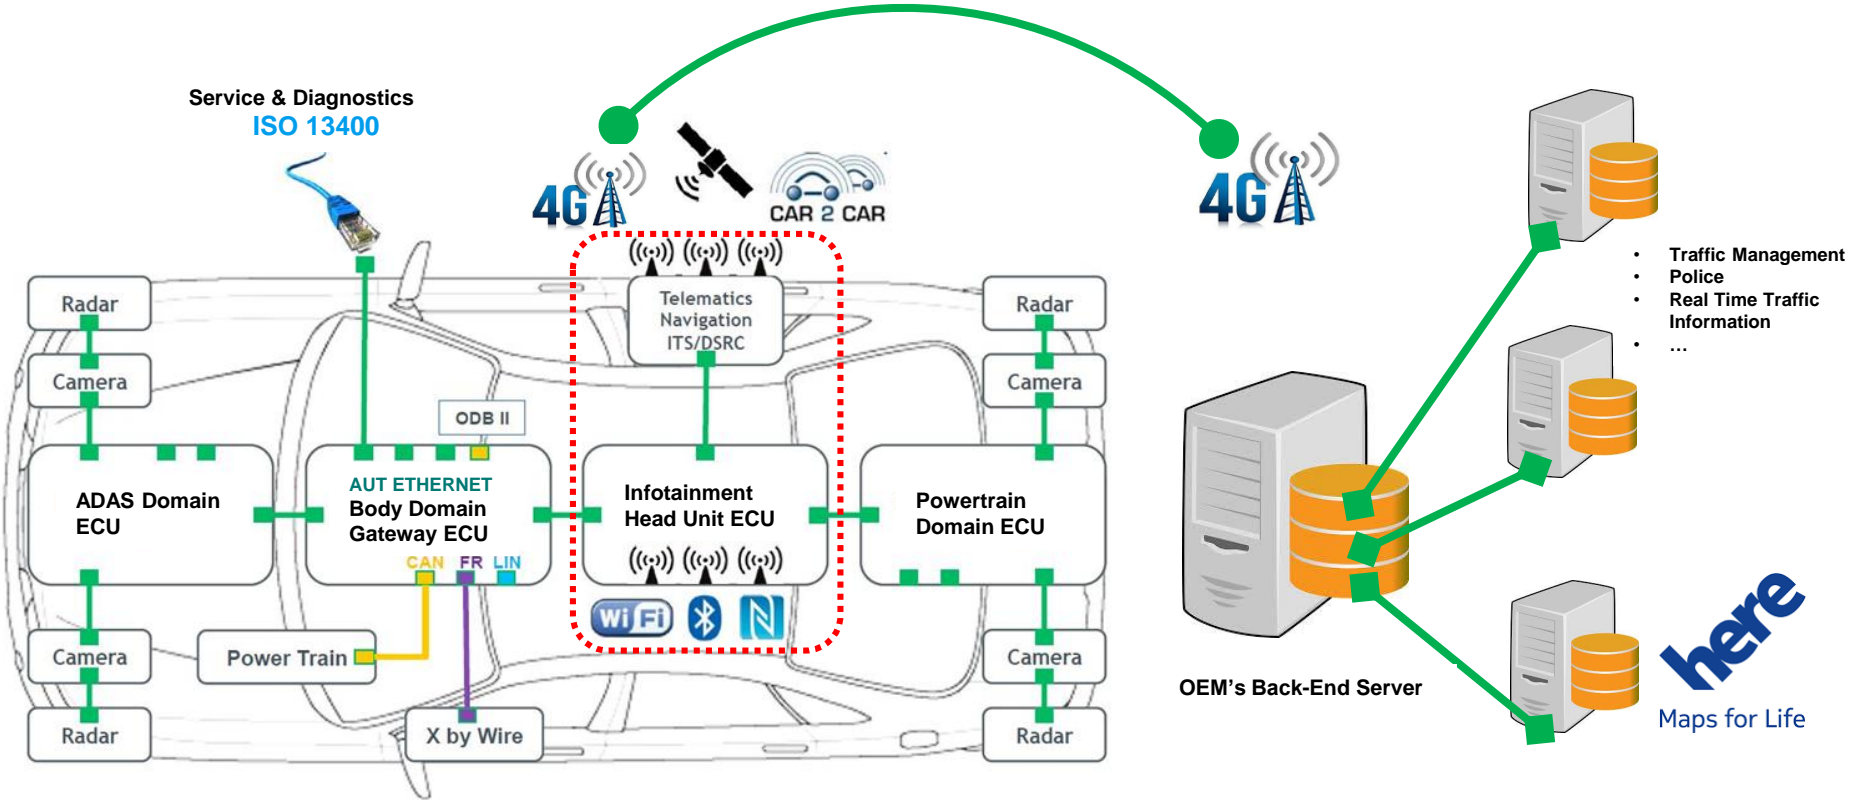 Service & Diagnostics
ISO 13400
4G
CAR 2 CAR
4G
Traffic Management
Police
Real Time Traffic
Information
...
Radar
Camera
Telematics
Navigation
ITS/DSRC
Radar
Camera
ODB II
ADAS Domain
ECU
AUT ETHERNET
Body Domain
Gateway ECU
CAN FR LIN
Infotainment
Head Unit ECU
WiFi
Powertrain
Domain ECU
Camera
Radar
Power Train
X by Wire
Camera
Radar
OEM's Back-End Server
here
Maps for Life